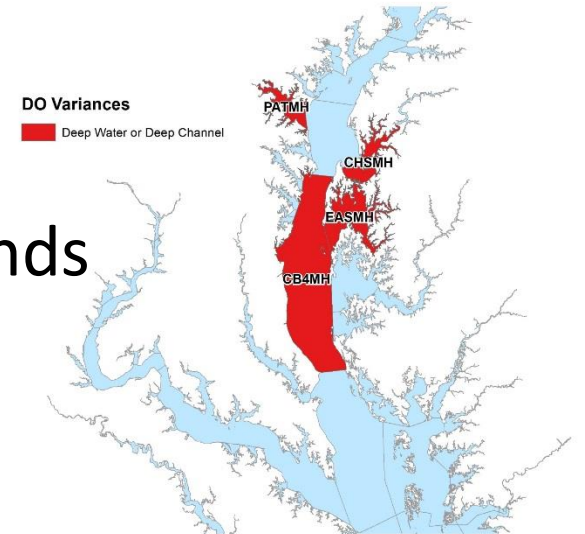 DO Variances
Deep Water or Deep Channel
PATMH
CHSMH
EASMH
nds
CB4MH